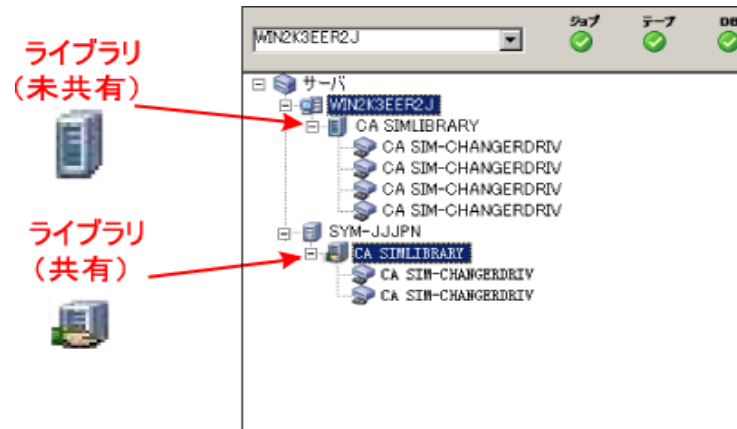 ジョブ テープ DB
WIN2K3EER2J
ライブラリ
(未共有)
サーバ
WIN2K3EER2J
CA SIMLIBRARY
CA SIM-CHANGERDRIV
CA SIM-CHANGERDRIV
CA SIM-CHANGERDRIV
CA SIM-CHANGERDRIV
ライブラリ
(共有)
SYM-JJJPN
CA SIMLIBRARY
CA SIM-CHANGERDRIV
CA SIM-CHANGERDRIV